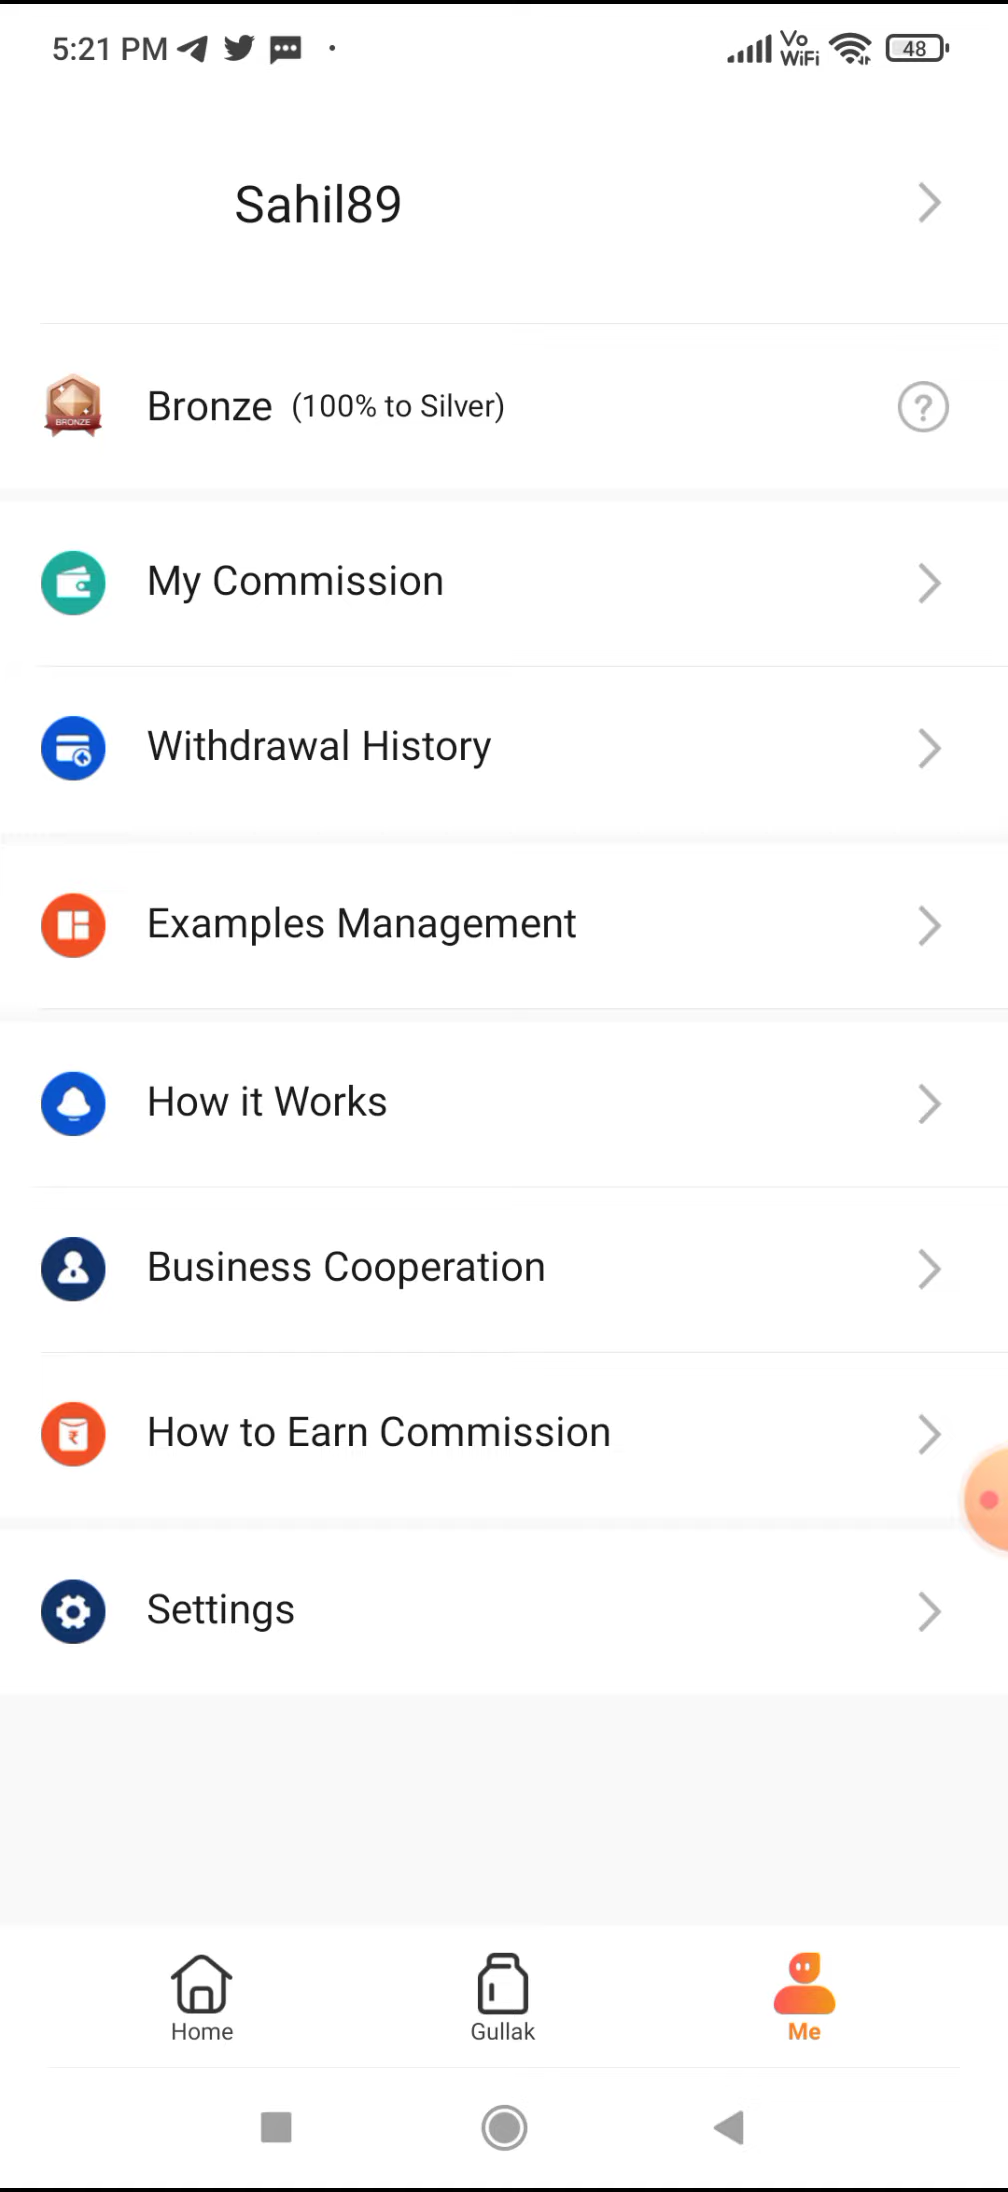 5:21 PM
Vo
WiFi
48
Sahil89
BRONZE
Bronze (100% to Silver)
?
My Commission
Withdrawal History
Examples Management
How it Works
Business Cooperation
₹
How to Earn Commission
Settings
Home
Gullak
Me